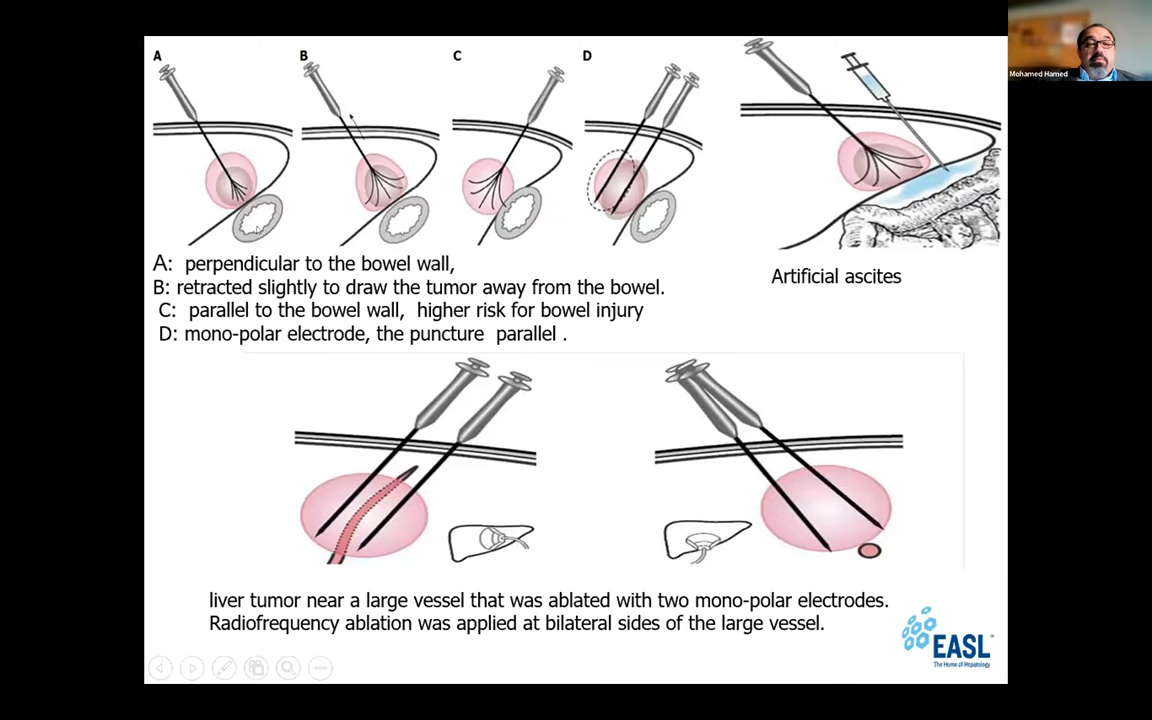 Mohamed Hamed
A
B
C
D
A: perpendicular to the bowel wall,
B: retracted slightly to draw the tumor away from the bowel.
C: parallel to the bowel wall, higher risk for bowel injury
D: mono-polar electrode, the puncture parallel .
Artificial ascites
liver tumor near a large vessel that was ablated with two mono-polar electrodes.
Radiofrequency ablation was applied at bilateral sides of the large vessel.
EASL
The Home of Hepatology